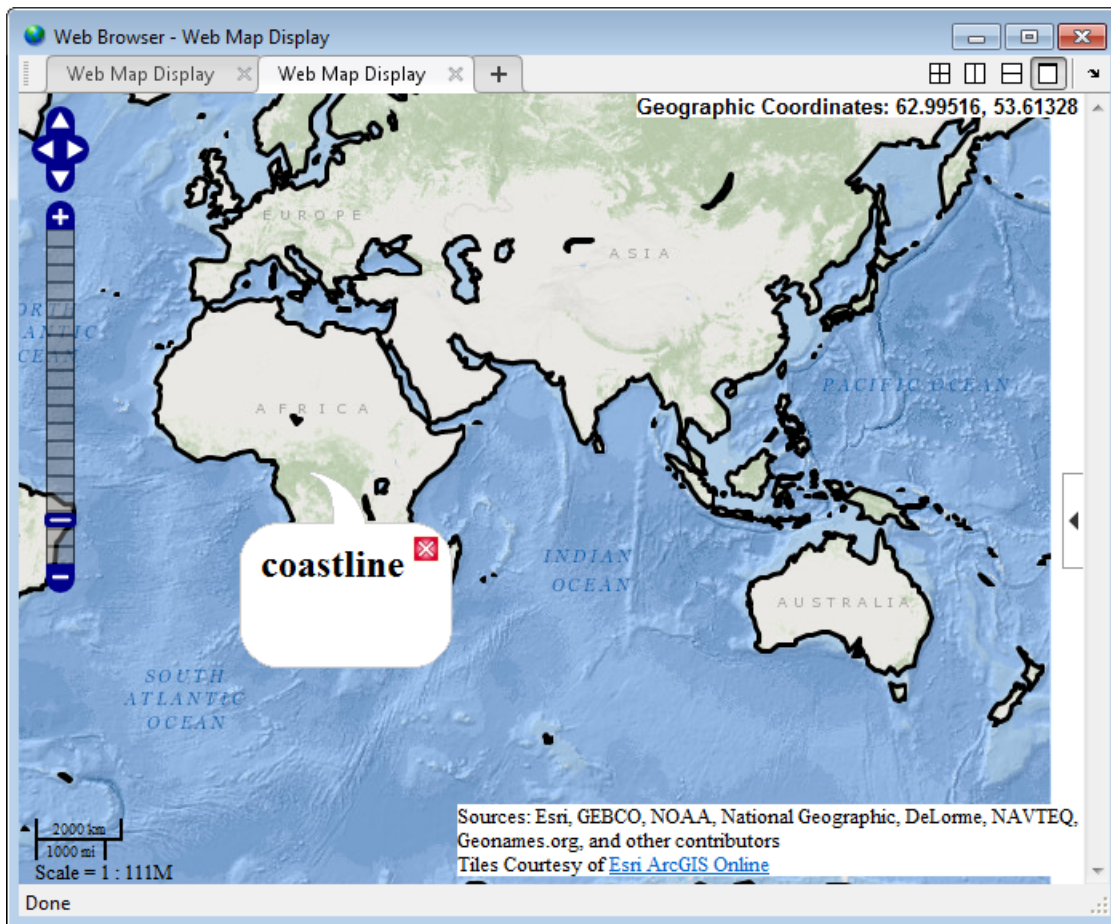 Web Browser - Web Map Display
Web Map Display
Web Map Display
Geographic Coordinates: 62.99516, 53.61328
EUROPE
ASIA
ANTIC
PACIFIC OCEAN
AFRICA
coastline
INDIAN
OCEAN
AUSTRALIA
SOUTH
ATLANTIC
OCEAN
2000 km
1000 mi
Scale = 1 : 111M
Sources: Esri, GEBCO, NOAA, National Geographic, DeLorme, NAVTEQ,
Geonames.org, and other contributors
Tiles Courtesy of Esri ArcGIS Online
Done